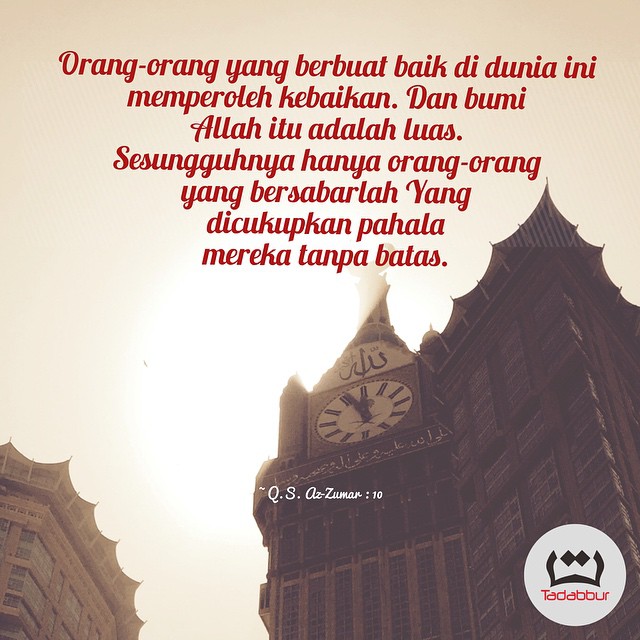 Orang-orang yang berbuat baik di dunia ini
memperoleh kebaikan. Dan bumi
Allah itu adalah luas.
Sesungguhnya hanya orang-orang
yang bersabarlah Yang
dicukupkan pahala
mereka tanpa batas.
الله
~Q.S. Az-Zumar : 10
Tadabbur